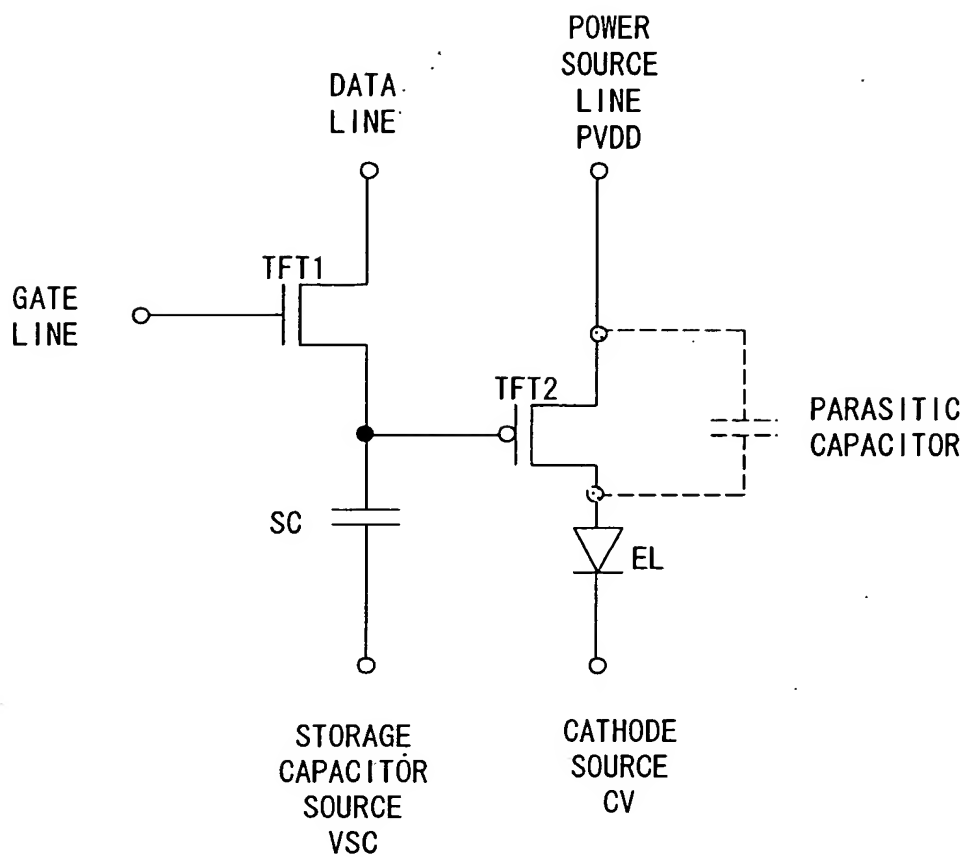 POWER
SOURCE
LINE
PVDD
DATA
LINE
TFT1
GATE
LINE
TFT2
PARASITIC
CAPACITOR
SC
EL
STORAGE
CAPACITOR
SOURCE
VSC
CATHODE
SOURCE
CV